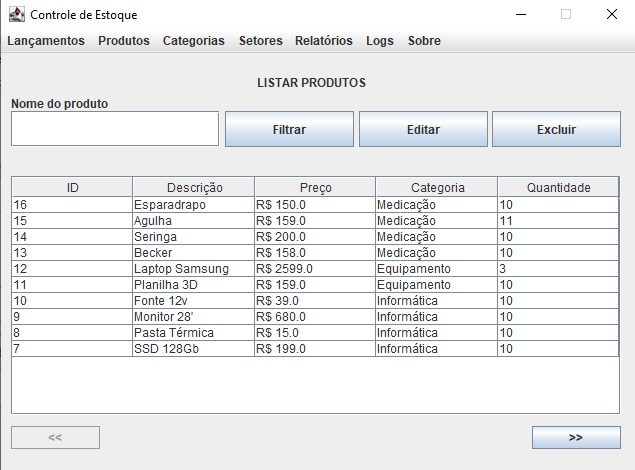 Controle de Estoque
Lançamentos Produtos Categorias Setores Relatórios Logs Sobre
LISTAR PRODUTOS
Nome do produto
Filtrar Editar Excluir
ID Descrição Preço Categoria Quantidade
16 Esparadrapo R$ 150.0 Medicação 10
15 Agulha R$ 159.0 Medicação 11
14 Seringa R$ 200.0 Medicação 10
13 Becker R$ 158.0 Medicação 10
12 Laptop Samsung R$ 2599.0 Equipamento 3
11 Planilha 3D R$ 159.0 Equipamento 10
10 Fonte 12v R$ 39.0 Informática 10
9 Monitor 28' R$ 680.0 Informática 10
8 Pasta Térmica R$ 15.0 Informática 10
7 SSD 128Gb R$ 199.0 Informática 10
<< >>